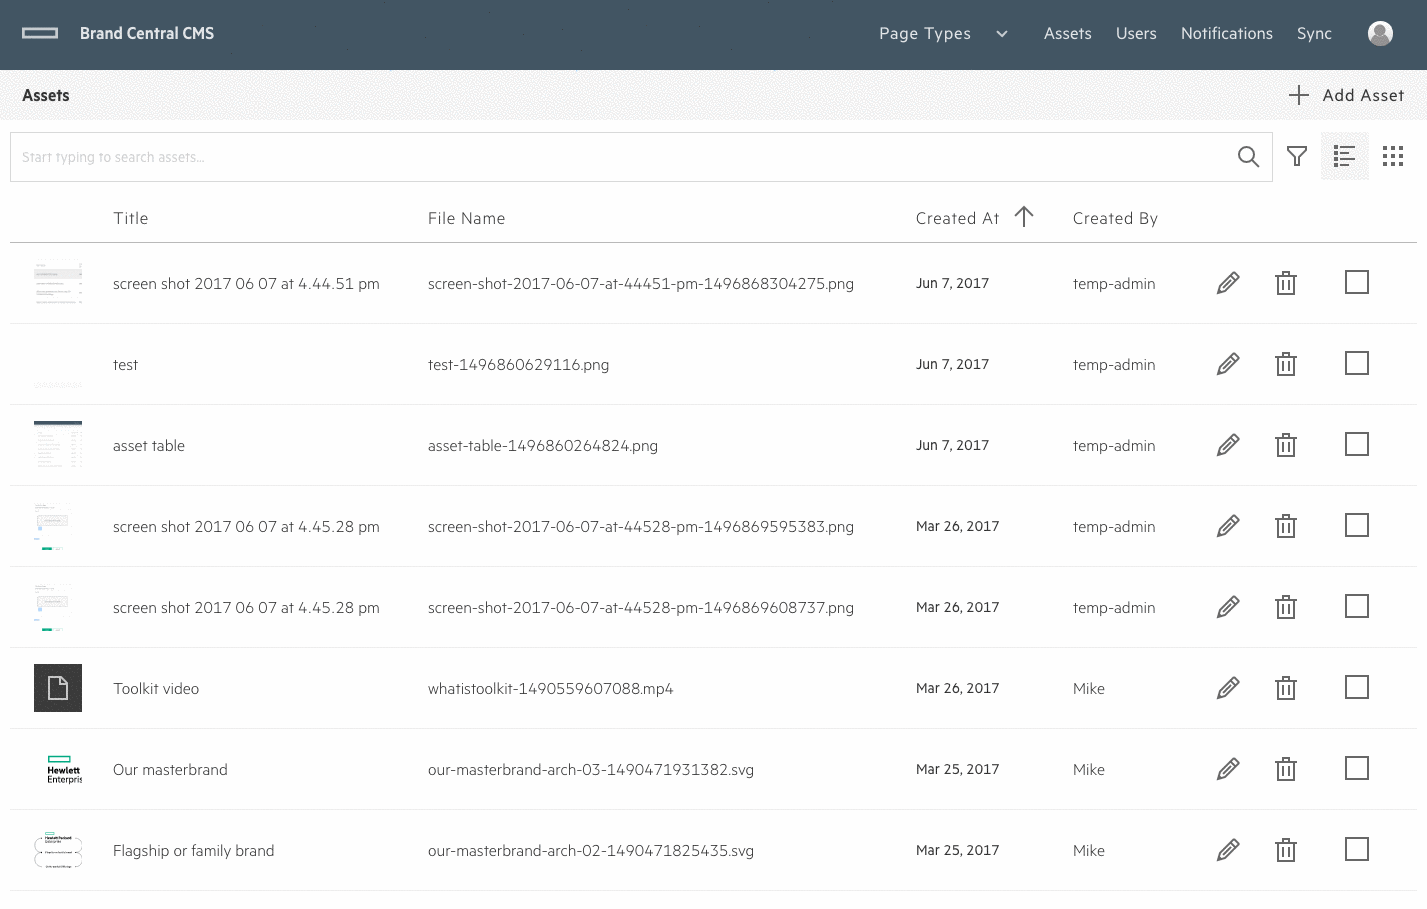 Brand Central CMS
Page Types
Assets
Users
Notifications
Sync
Assets
Add Asset
Start typing to search assets...
Title
File Name
Created At
Created By
screen shot 2017 06 07 at 4.44.51 pm
screen-shot-2017-06-07-at-44451-pm-1496868304275.png
Jun 7, 2017
temp-admin
test
test-1496860629116.png
Jun 7, 2017
temp-admin
asset table
asset-table-1496860264824.png
Jun 7, 2017
temp-admin
screen shot 2017 06 07 at 4.45.28 pm
screen-shot-2017-06-07-at-44528-pm-1496869595383.png
Mar 26, 2017
temp-admin
screen shot 2017 06 07 at 4.45.28 pm
screen-shot-2017-06-07-at-44528-pm-1496869608737.png
Mar 26, 2017
temp-admin
Toolkit video
whatistoolkit-1490559607088.mp4
Mar 26, 2017
Mike
Hewlett
Enterpris
Our masterbrand
our-masterbrand-arch-03-1490471931382.svg
Mar 25, 2017
Mike
Flagship or family brand
our-masterbrand-arch-02-1490471825435.svg
Mar 25, 2017
Mike